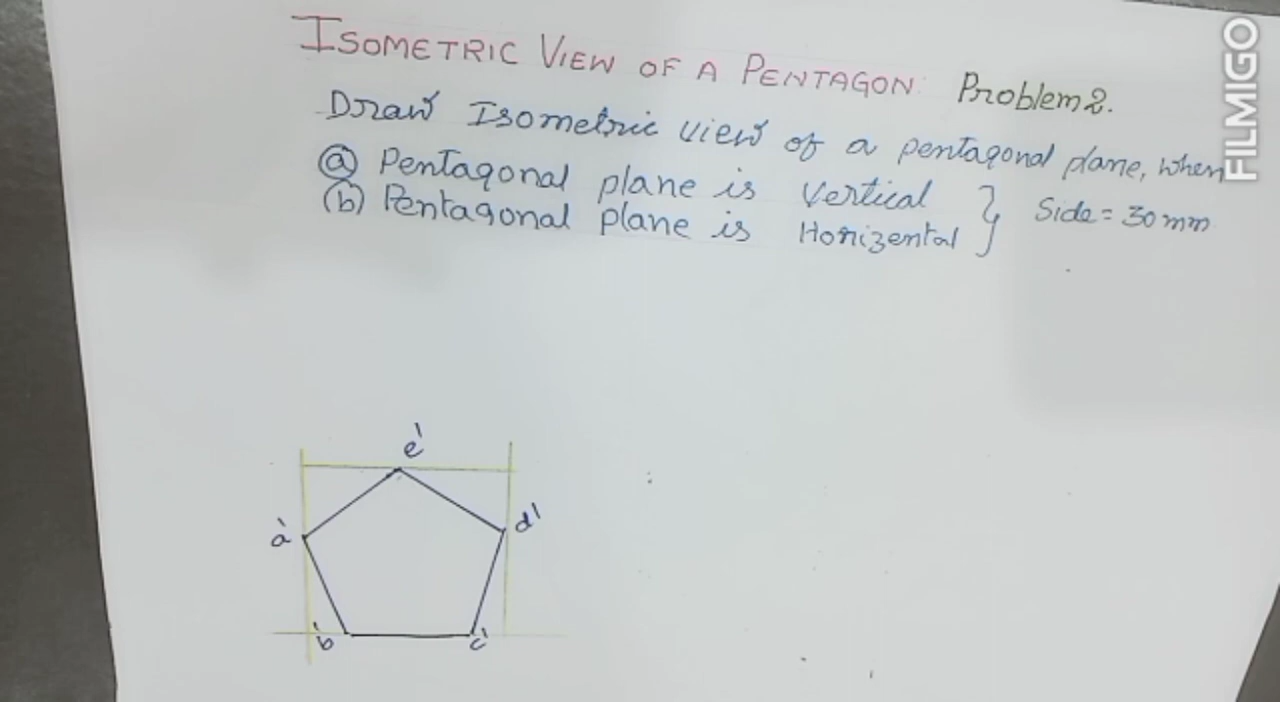 ISOMETRIC VIEW OF A PENTAGON: Problem 2.
Draw Isometric view of a pentagonal plane, when
(a) Pentagonal plane is Vertical } Side = 30 mm
(b) Pentagonal plane is Horizental
FILMIGO
e'
a'
d'
b'
c'